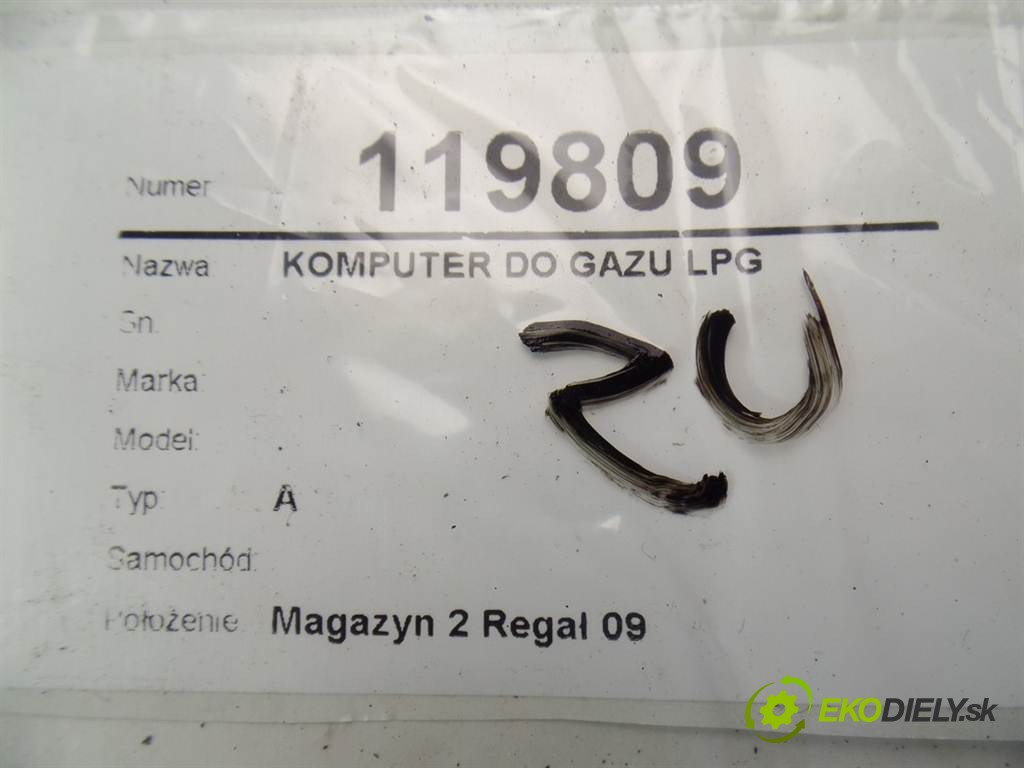 Numer 119809
Nazwa: KOMPUTER DO GAZU LPG
Sn.
Marka:
Model: .
Typ: A
Samochód:
Położenie: Magazyn 2 Regał 09
ZU
EKODIELY.sk